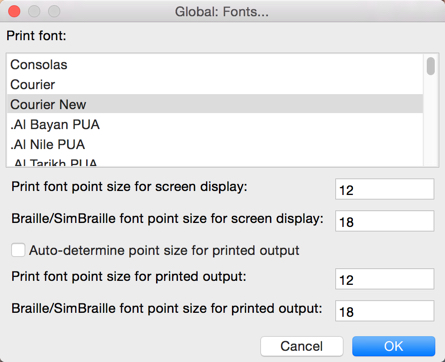 Global: Fonts...
Print font:
Consolas
Courier
Courier New
.Al Bayan PUA
.Al Nile PUA
.Al Tarikh PUA
Print font point size for screen display: 12
Braille/SimBraille font point size for screen display: 18
Auto-determine point size for printed output
Print font point size for printed output: 12
Braille/SimBraille font point size for printed output: 18
Cancel OK